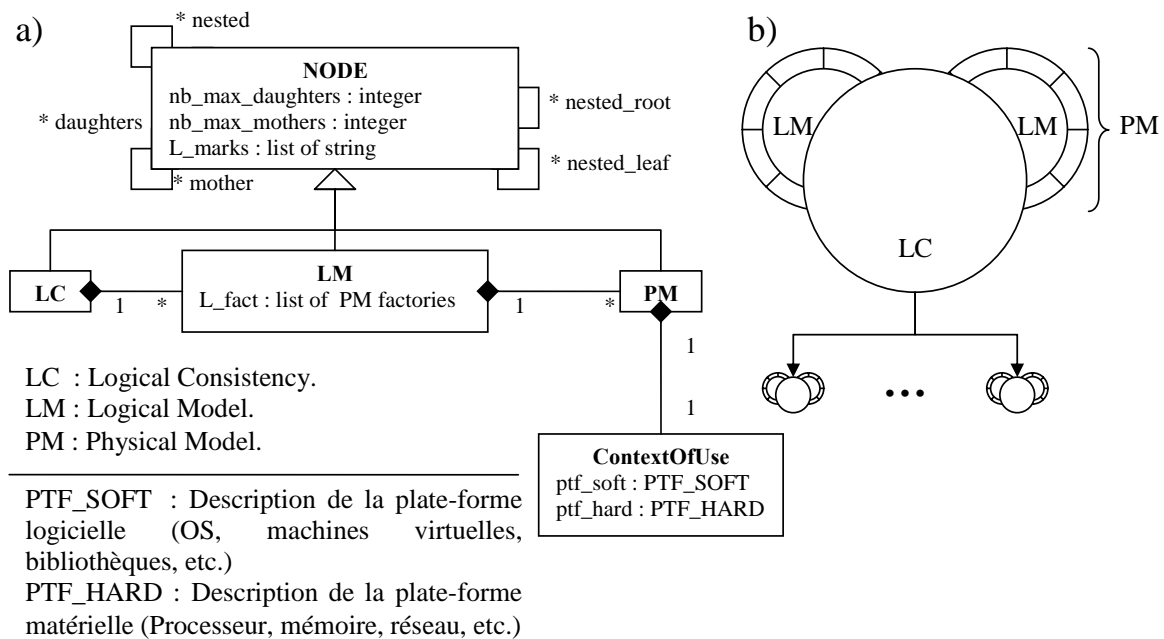 a)
* nested
NODE
nb_max_daughters : integer
nb_max_mothers : integer
L_marks : list of string
* daughters
* mother
* nested_root
* nested_leaf
LC
1
*
LM
L_fact : list of PM factories
1
*
PM
1
1
ContextOfUse
ptf_soft : PTF_SOFT
ptf_hard : PTF_HARD
LC : Logical Consistency.
LM : Logical Model.
PM : Physical Model.
PTF_SOFT : Description de la plate-forme
logicielle (OS, machines virtuelles,
bibliothèques, etc.)
PTF_HARD : Description de la plate-forme
matérielle (Processeur, mémoire, réseau, etc.)
b)
LM
LM
PM
LC
...